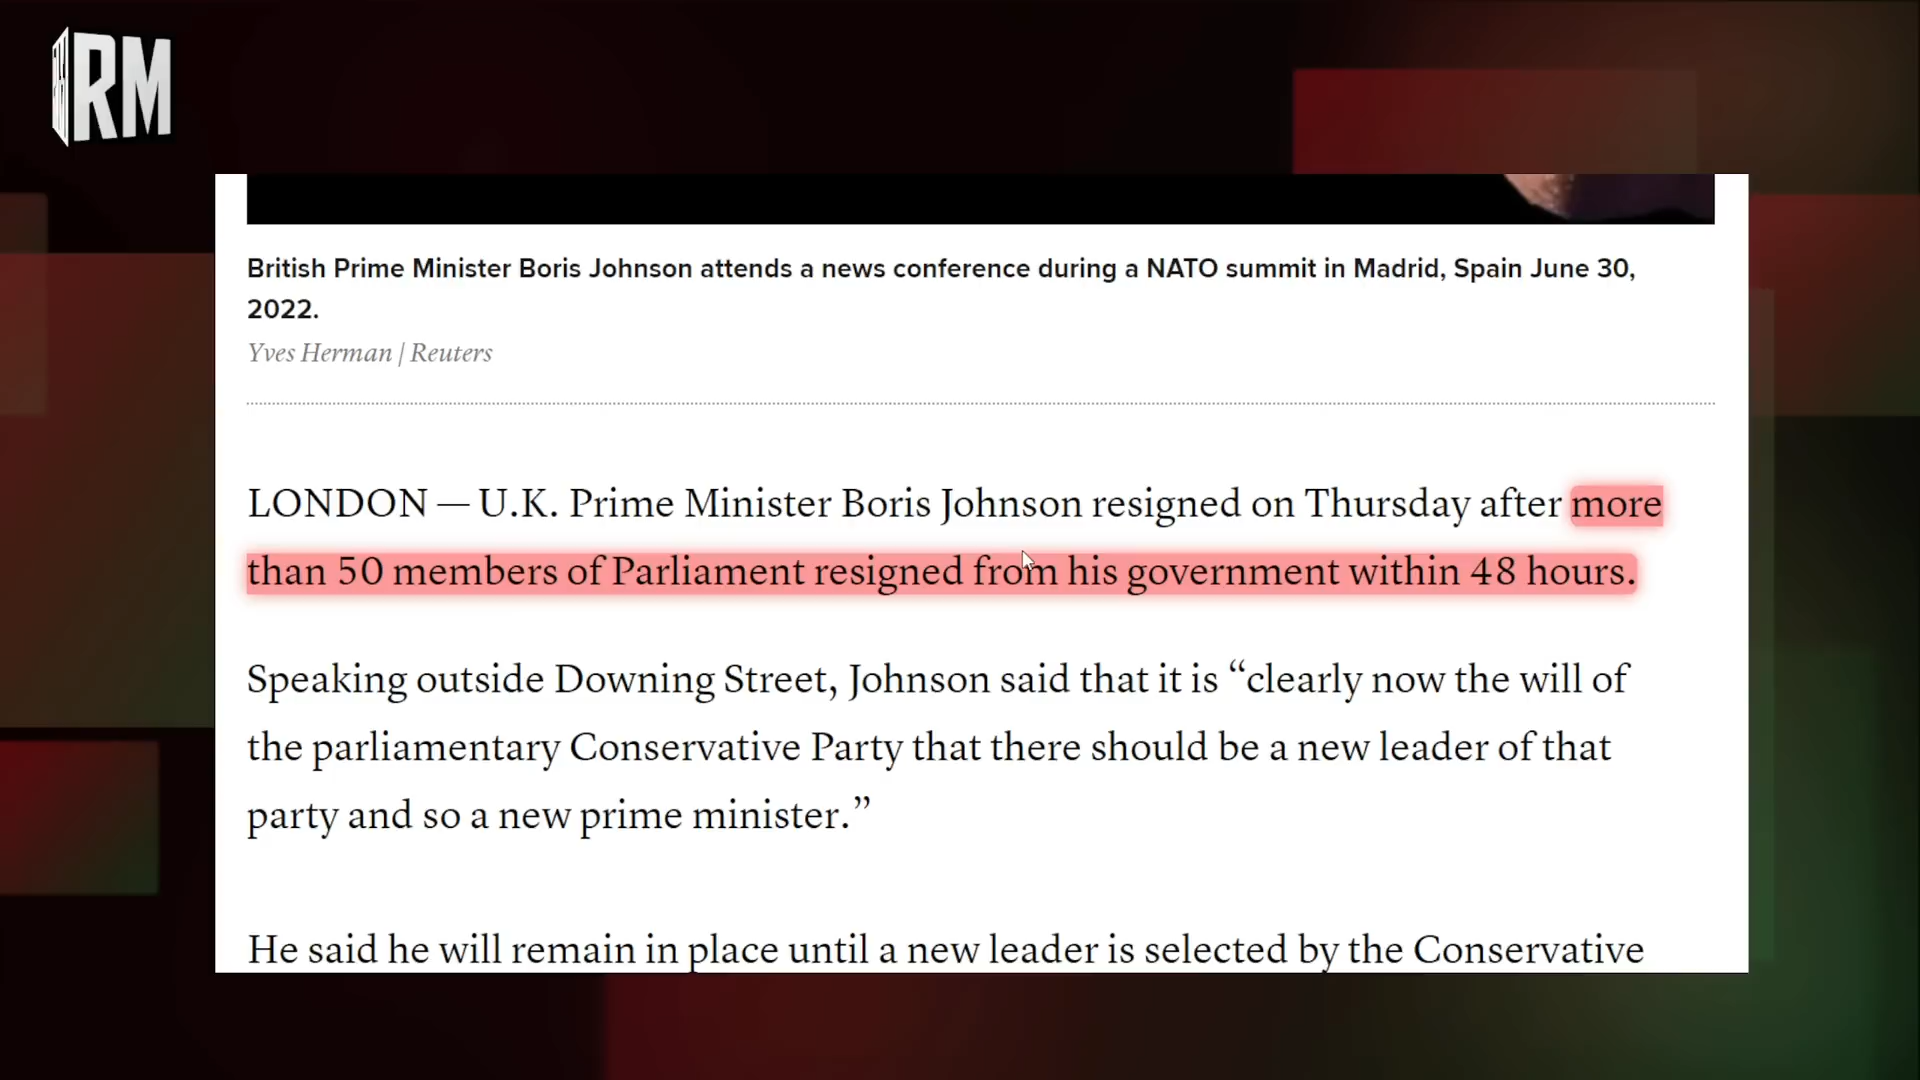 RM
British Prime Minister Boris Johnson attends a news conference during a NATO summit in Madrid, Spain June 30,
2022.
Yves Herman | Reuters
LONDON — U.K. Prime Minister Boris Johnson resigned on Thursday after more
than 50 members of Parliament resigned from his government within 48 hours.
Speaking outside Downing Street, Johnson said that it is “clearly now the will of
the parliamentary Conservative Party that there should be a new leader of that
party and so a new prime minister.”
He said he will remain in place until a new leader is selected by the Conservative